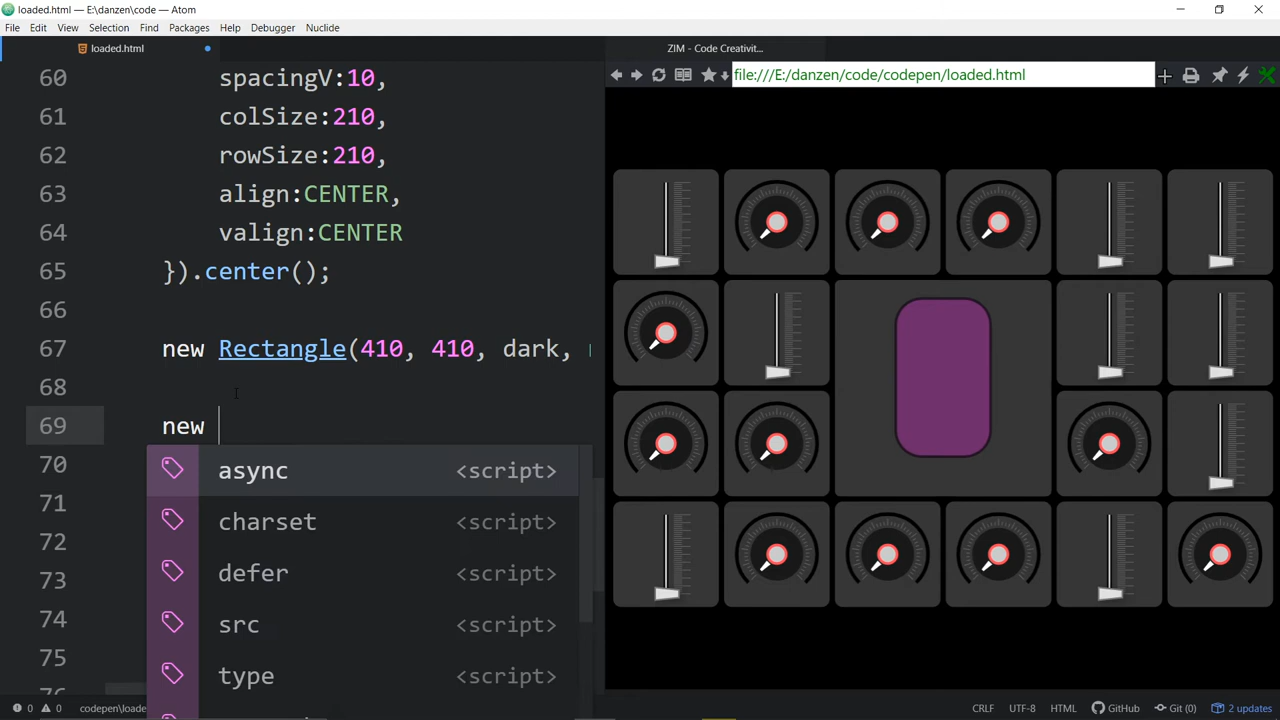 loaded.html — E:\danzen\code — Atom
File Edit View Selection Find Packages Help Debugger Nuclide
loaded.html
ZIM - Code Creativit...
file:///E:/danzen/code/codepen/loaded.html
60 spacingV:10,
61 colSize:210,
62 rowSize:210,
63 align:CENTER,
64 valign:CENTER
65 }).center();
66
67 new Rectangle(410, 410, dark,
68
69 new
70 async <script>
71 charset <script>
72
73 defer <script>
74 src <script>
75 type <script>
0 0 codepen\loade CRLF UTF-8 HTML GitHub Git (0) 2 updates